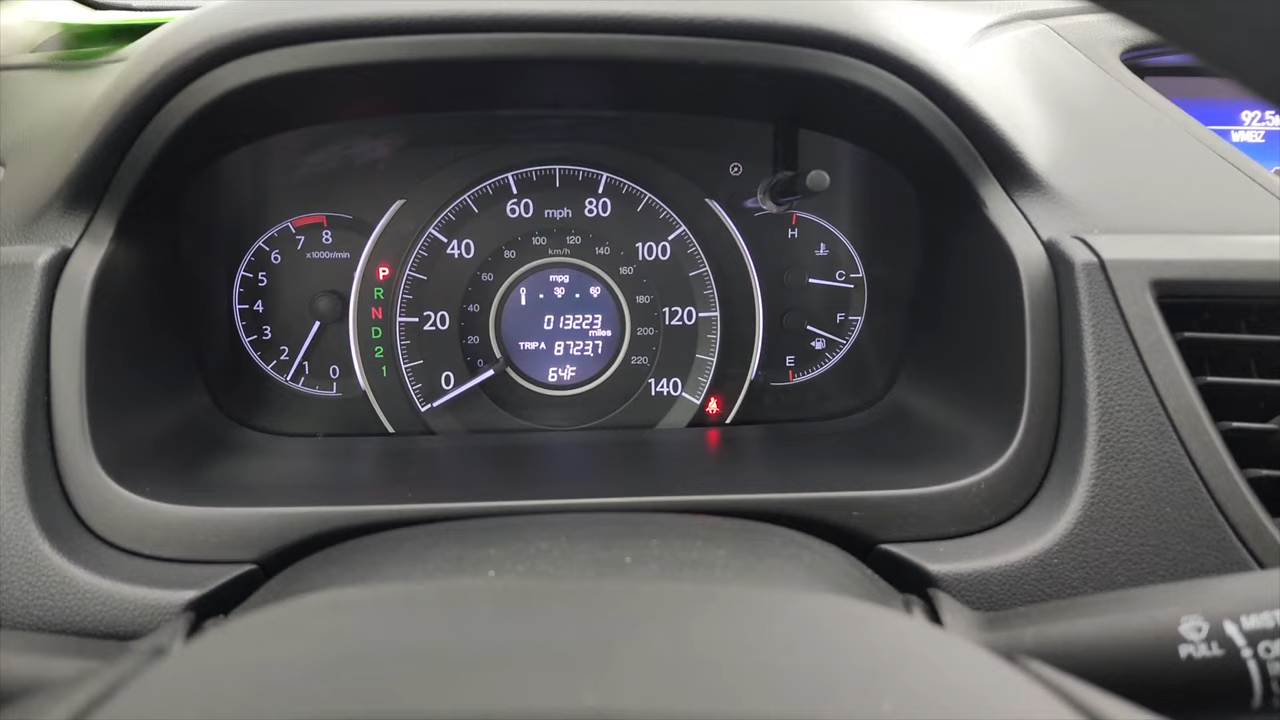 92.5
WMBZ
60 mph 80
40
100
20
120
0
140
100 120
80 km/h 140
60
160
40
180
20
200
0
220
8
7
6
x1000r/min
5
4
3
2
1
0
P
R
N
D
2
1
mpg
0 30 60
013223
miles
TRIP A 8723.7
64°F
H
C
F
E
PULL
MIST